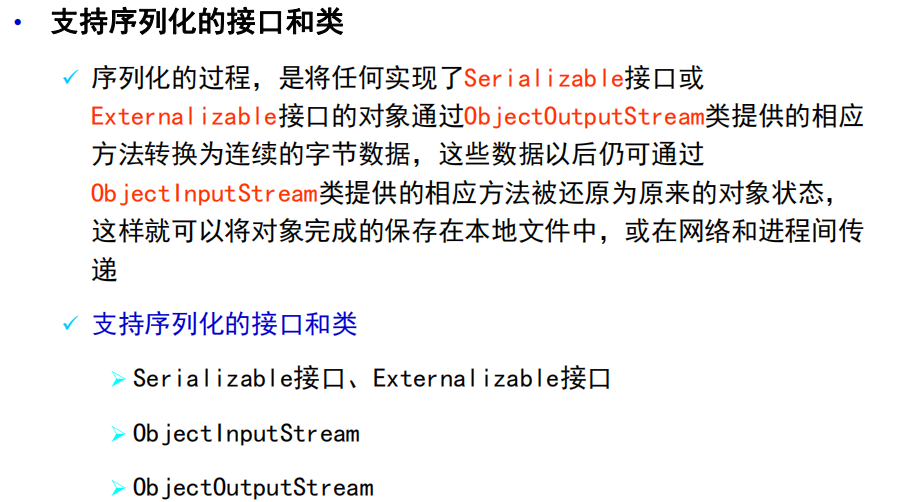 支持序列化的接口和类
序列化的过程，是将任何实现了Serializable接口或
Externalizable接口的对象通过ObjectOutputStream类提供的相应
方法转换为连续的字节数据，这些数据以后仍可通过
ObjectInputStream类提供的相应方法被还原为原来的对象状态，
这样就可以将对象完成的保存在本地文件中，或在网络和进程间传
递
支持序列化的接口和类
Serializable接口、Externalizable接口
ObjectInputStream
ObjectOutputStream